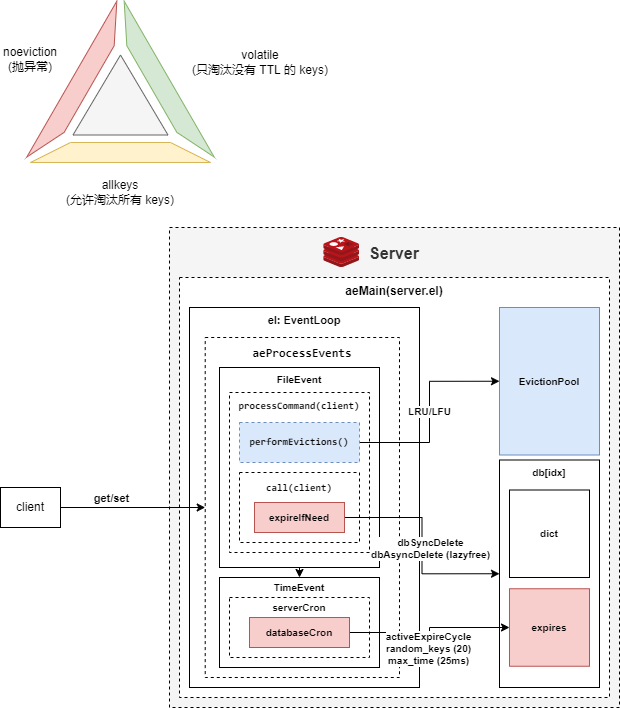 noeviction
(抛异常)
volatile
(只淘汰没有 TTL 的 keys)
allkeys
(允许淘汰所有 keys)
Server
aeMain(server.el)
el: EventLoop
aeProcessEvents
FileEvent
processCommand(client)
performEvictions()
LRU/LFU
EvictionPool
call(client)
expireIfNeed
client
get/set
dbSyncDelete
dbAsyncDelete (lazyfree)
db[idx]
dict
expires
TimeEvent
serverCron
databaseCron
activeExpireCycle
random_keys (20)
max_time (25ms)